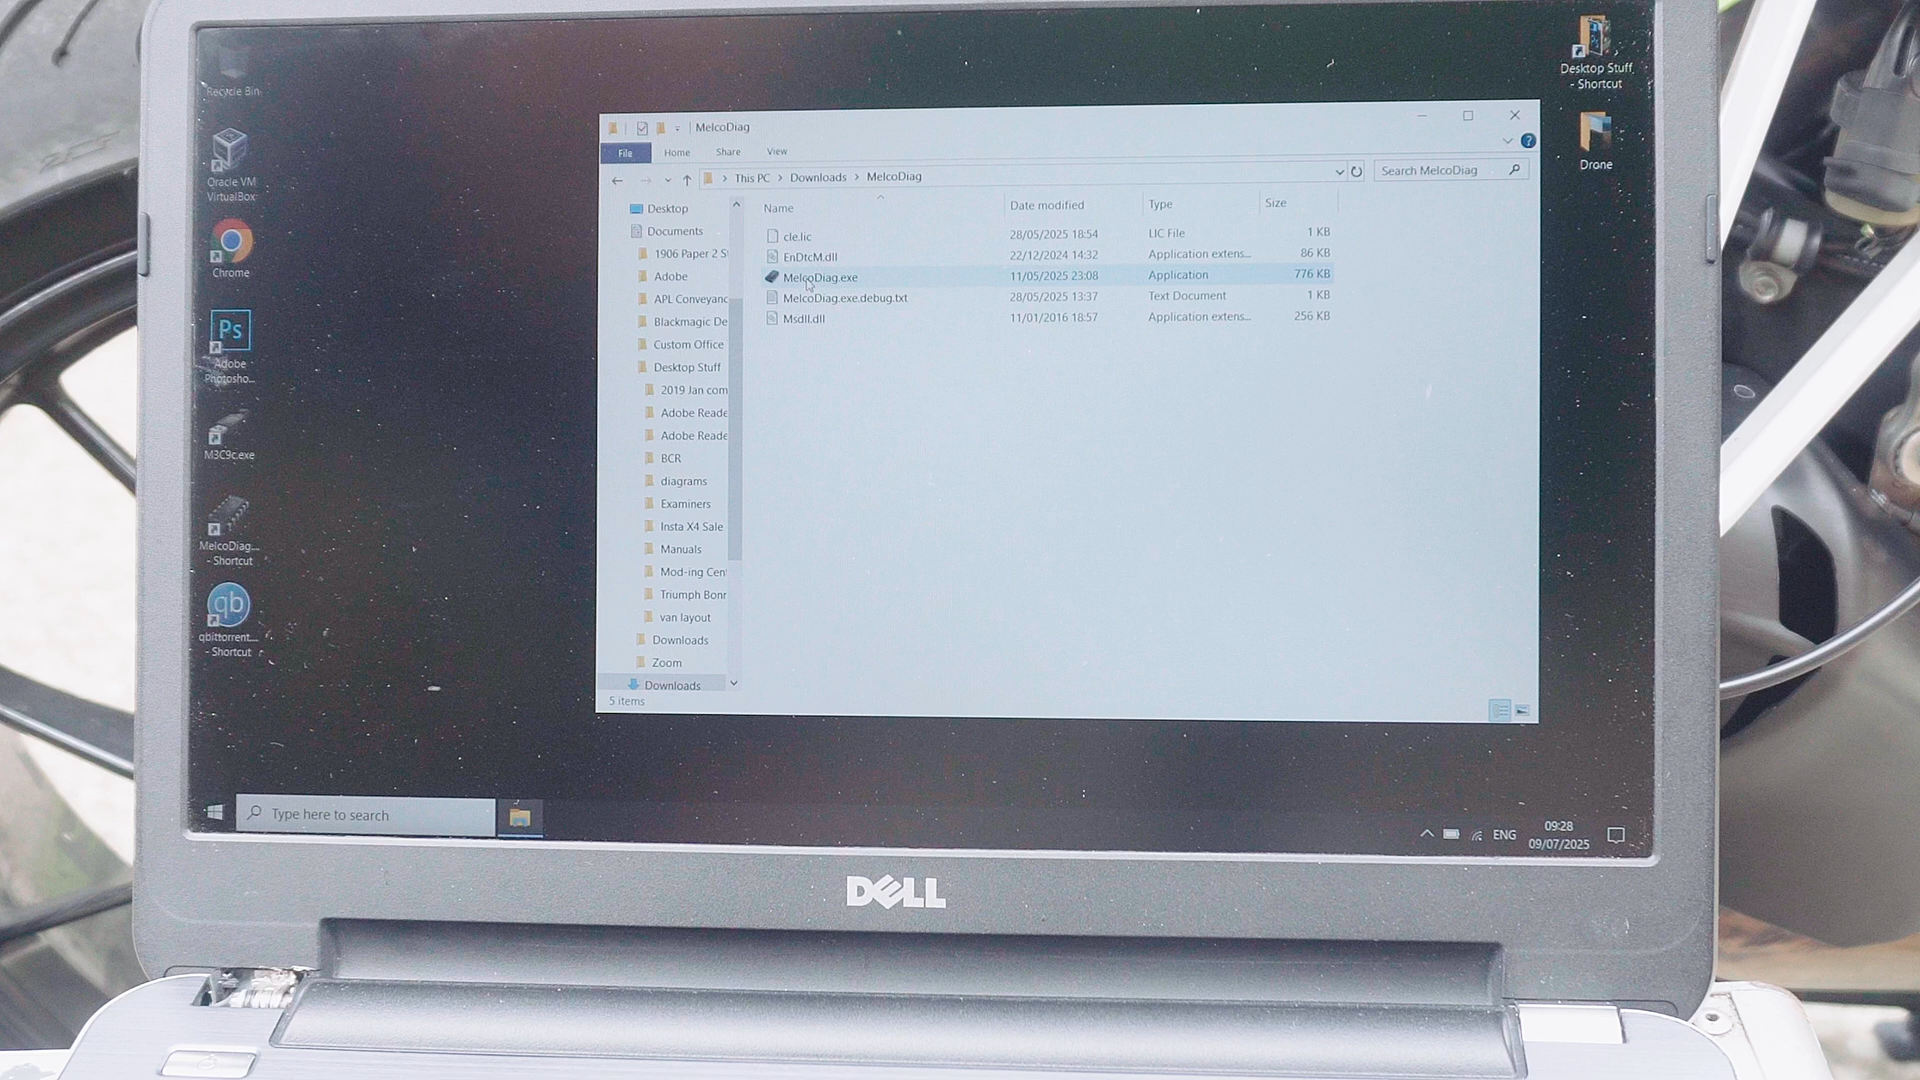 Recycle Bin
Oracle VM
VirtualBox
Chrome
Ps
Adobe
Photosho...
M3C9c.exe
MelcoDiag....
- Shortcut
qb
qbittorrent....
- Shortcut
MelcoDiag
File Home Share View
This PC > Downloads > MelcoDiag
Search MelcoDiag
Desktop
Documents
1906 Paper 2 S
Adobe
APL Conveyanc
Blackmagic De
Custom Office
Desktop Stuff
2019 Jan com
Adobe Reade
Adobe Reade
BCR
diagrams
Examiners
Insta X4 Sale
Manuals
Mod-ing Cen
Triumph Bonr
van layout
Downloads
Zoom
Downloads
5 items
Name Date modified Type Size
cle.lic 28/05/2025 18:54 LIC File 1 KB
EnDtcM.dll 22/12/2024 14:32 Application extens... 86 KB
MelcoDiag.exe 11/05/2025 23:08 Application 776 KB
MelcoDiag.exe.debug.txt 28/05/2025 13:37 Text Document 1 KB
Msdll.dll 11/01/2016 18:57 Application extens... 256 KB
Desktop Stuff
- Shortcut
Drone
Type here to search
ENG
09:28
09/07/2025
DELL